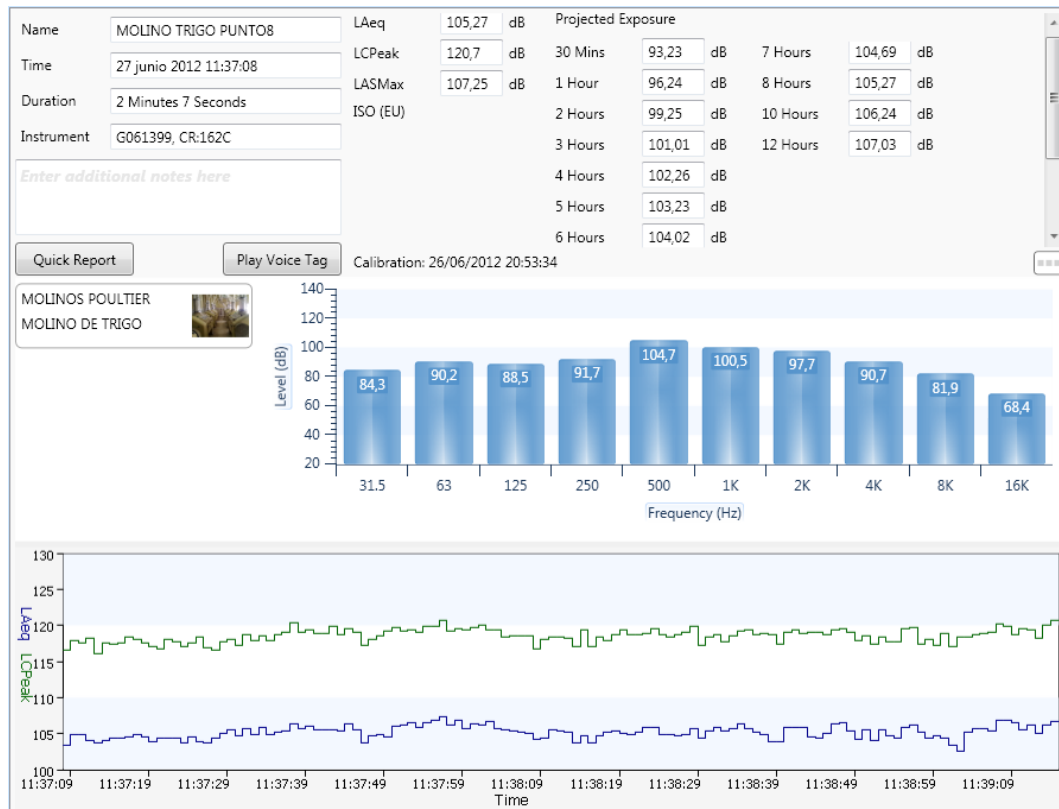 Name MOLINO TRIGO PUNTO8
Time 27 junio 2012 11:37:08
Duration 2 Minutes 7 Seconds
Instrument G061399, CR:162C
Enter additional notes here
Quick Report Play Voice Tag
LAeq 105,27 dB
LCPeak 120,7 dB
LASMax 107,25 dB
ISO (EU)
Projected Exposure
30 Mins 93,23 dB
1 Hour 96,24 dB
2 Hours 99,25 dB
3 Hours 101,01 dB
4 Hours 102,26 dB
5 Hours 103,23 dB
6 Hours 104,02 dB
7 Hours 104,69 dB
8 Hours 105,27 dB
10 Hours 106,24 dB
12 Hours 107,03 dB
Calibration: 26/06/2012 20:53:34
MOLINOS POULTIER
MOLINO DE TRIGO
Level (dB)
140
120
100
80
60
40
20
84,3 90,2 88,5 91,7 104,7 100,5 97,7 90,7 81,9 68,4
31.5 63 125 250 500 1K 2K 4K 8K 16K
Frequency (Hz)
LAeq
LCPeak
130
125
120
115
110
105
100
11:37:09 11:37:19 11:37:29 11:37:39 11:37:49 11:37:59 11:38:09 11:38:19 11:38:29 11:38:39 11:38:49 11:38:59 11:39:09
Time